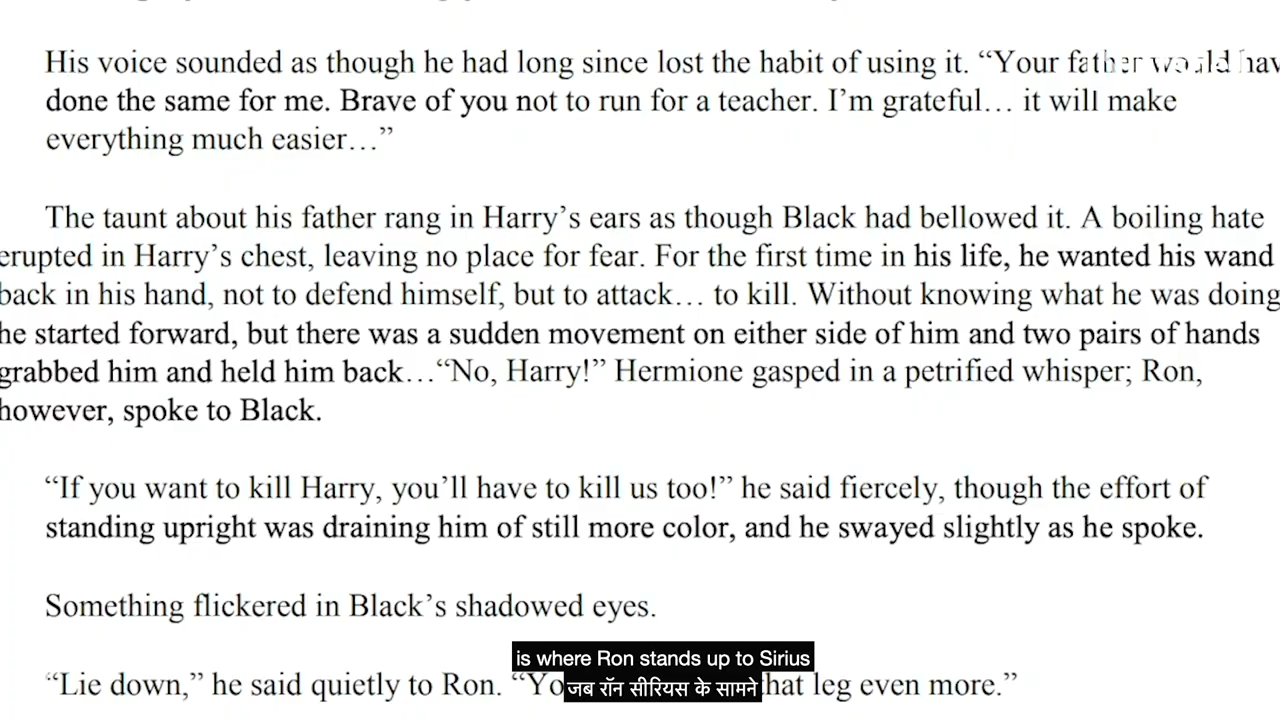 His voice sounded as though he had long since lost the habit of using it. “Your father would hav
done the same for me. Brave of you not to run for a teacher. I’m grateful… it will make
everything much easier…”
The taunt about his father rang in Harry’s ears as though Black had bellowed it. A boiling hate
erupted in Harry’s chest, leaving no place for fear. For the first time in his life, he wanted his wand
back in his hand, not to defend himself, but to attack… to kill. Without knowing what he was doing
he started forward, but there was a sudden movement on either side of him and two pairs of hands
grabbed him and held him back…“No, Harry!” Hermione gasped in a petrified whisper; Ron,
however, spoke to Black.
“If you want to kill Harry, you’ll have to kill us too!” he said fiercely, though the effort of
standing upright was draining him of still more color, and he swayed slightly as he spoke.
Something flickered in Black’s shadowed eyes.
is where Ron stands up to Sirius
“Lie down,” he said quietly to Ron. “Yo that leg even more.”
जब रॉन सीरियस के सामने